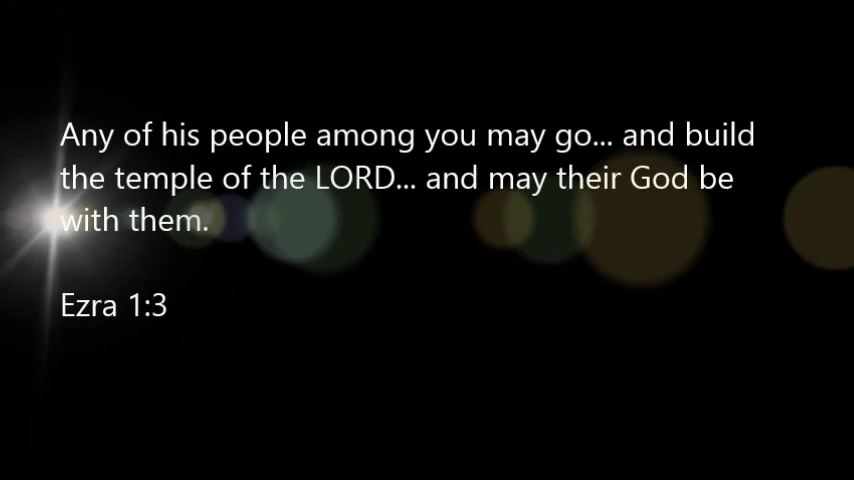 Any of his people among you may go... and build
the temple of the LORD... and may their God be
with them.
Ezra 1:3